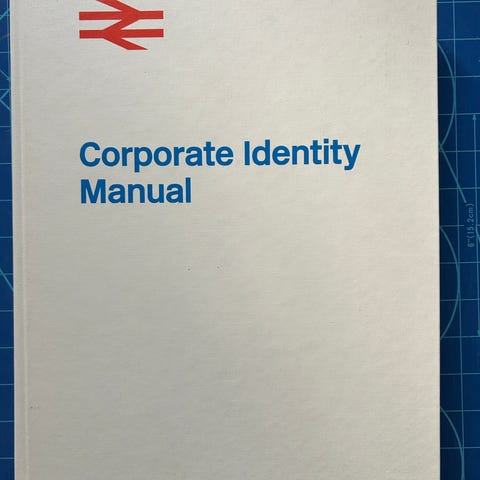 Corporate Identity
Manual
6"(15.2cm)